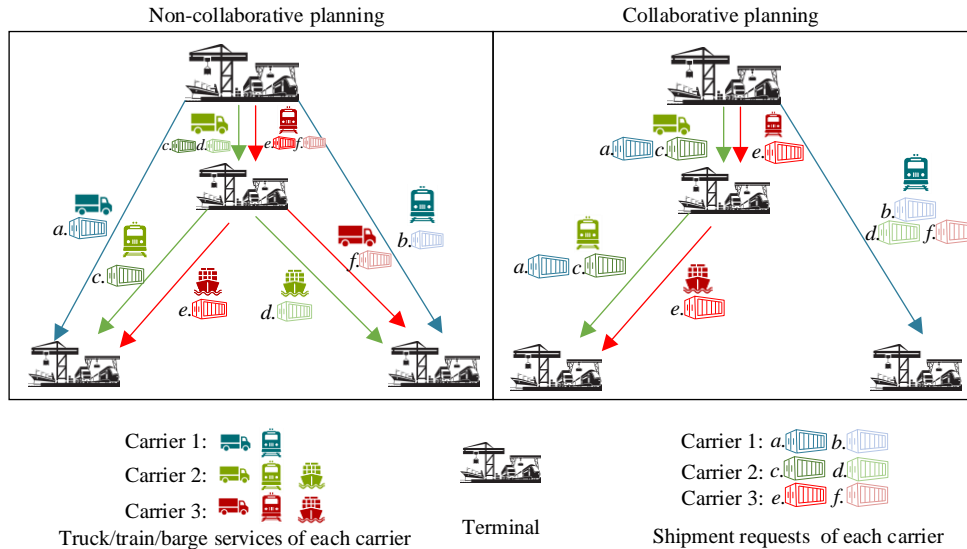 Non-collaborative planning
Collaborative planning
c. d. e. f.
a. b.
c. f.
e. d.
a. c. e.
b.
d. f.
a. c.
e.
Carrier 1:
Carrier 2:
Carrier 3:
Truck/train/barge services of each carrier
Terminal
Carrier 1: a. b.
Carrier 2: c. d.
Carrier 3: e. f.
Shipment requests of each carrier